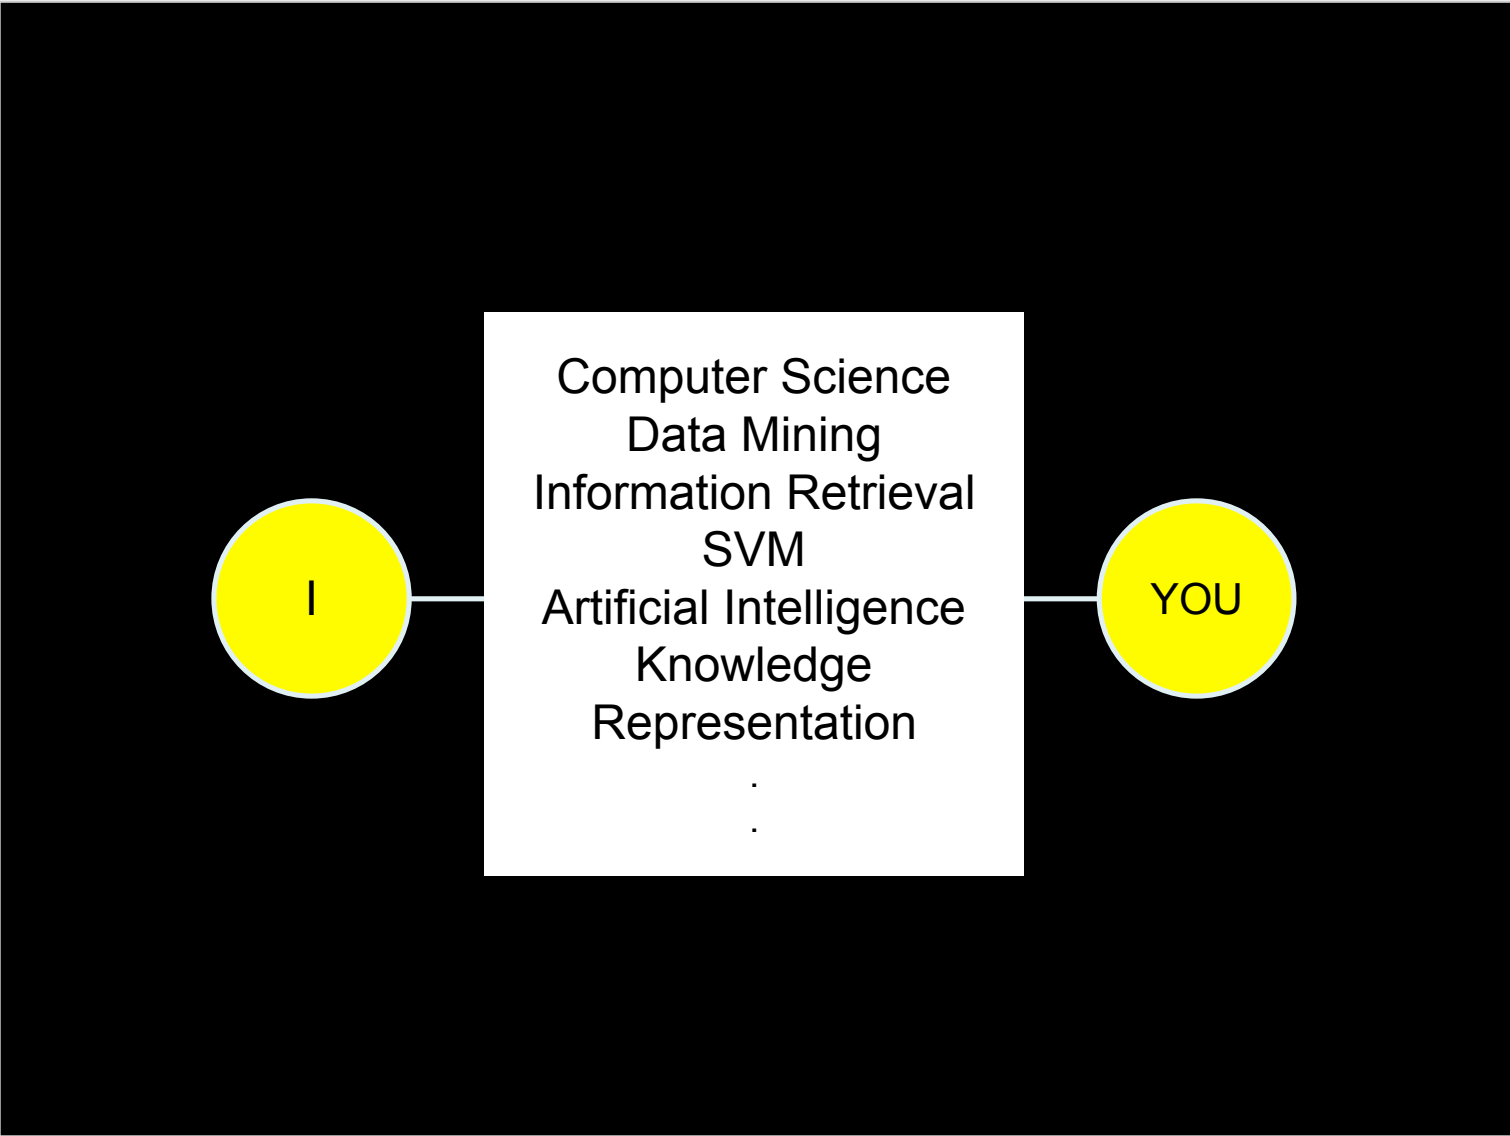 I
Computer Science
Data Mining
Information Retrieval
SVM
Artificial Intelligence
Knowledge
Representation
.
.
YOU